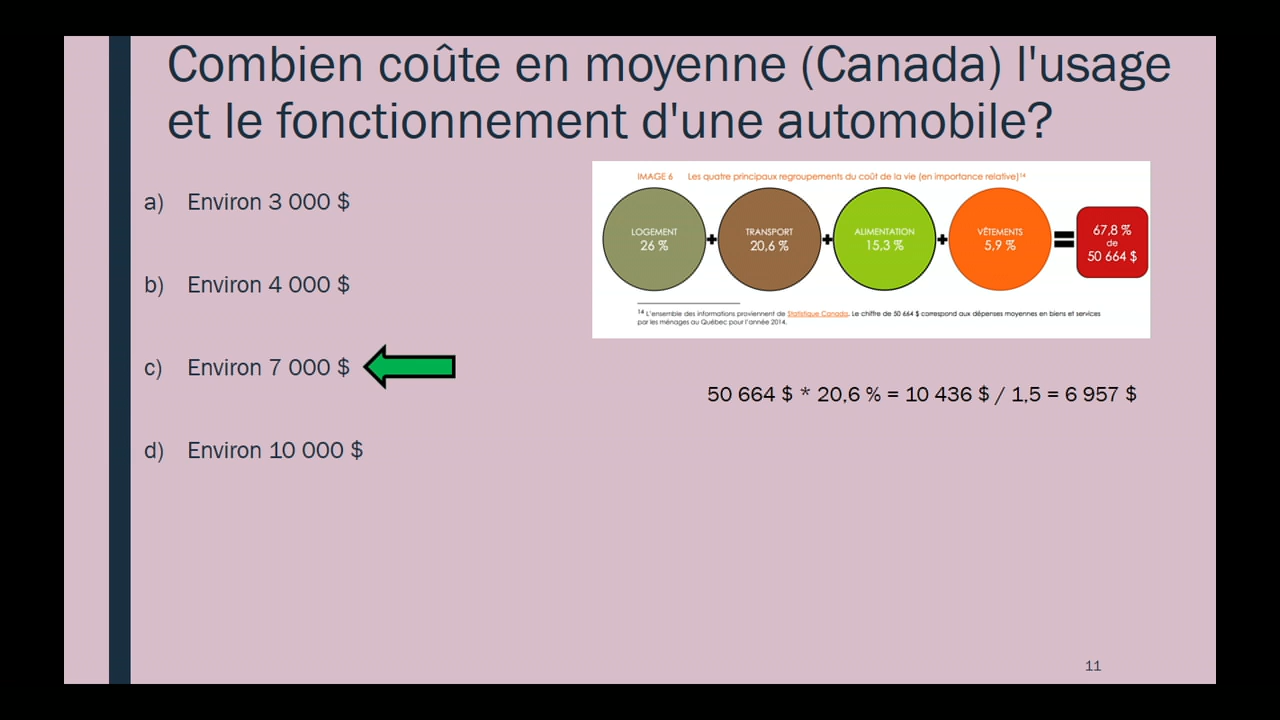 Combien coûte en moyenne (Canada) l'usage
et le fonctionnement d'une automobile?
a) Environ 3 000 $
b) Environ 4 000 $
c) Environ 7 000 $
d) Environ 10 000 $
IMAGE 6 Les quatre principaux regroupements du coût de la vie (en importance relative)14
LOGEMENT
26 %
+
TRANSPORT
20,6 %
+
ALIMENTATION
15,3 %
+
VÊTEMENTS
5,9 %
=
67,8 %
de
50 664 $
14 L'ensemble des informations proviennent de Statistique Canada. Le chiffre de 50 664 $ correspond aux dépenses moyennes en biens et services
par les ménages au Québec pour l'année 2014.
50 664 $ * 20,6 % = 10 436 $ / 1,5 = 6 957 $
11